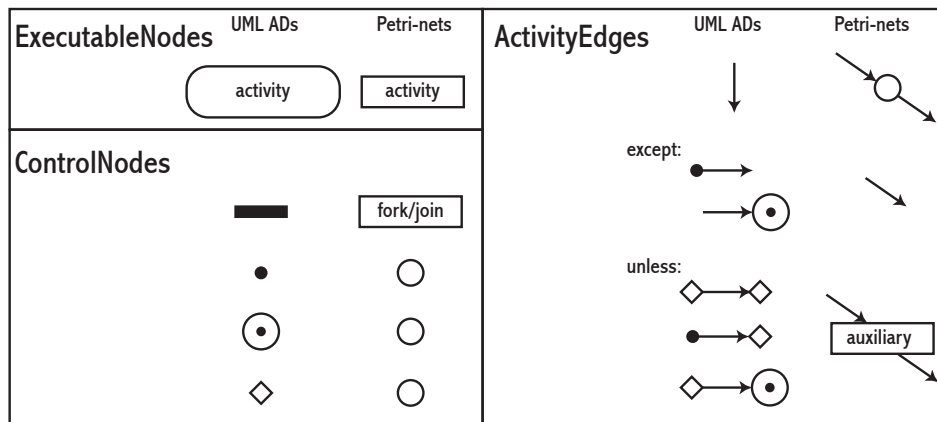 ExecutableNodes
UML ADs
Petri-nets
activity
activity
ControlNodes
fork/join
ActivityEdges
UML ADs
Petri-nets
except:
unless:
auxiliary